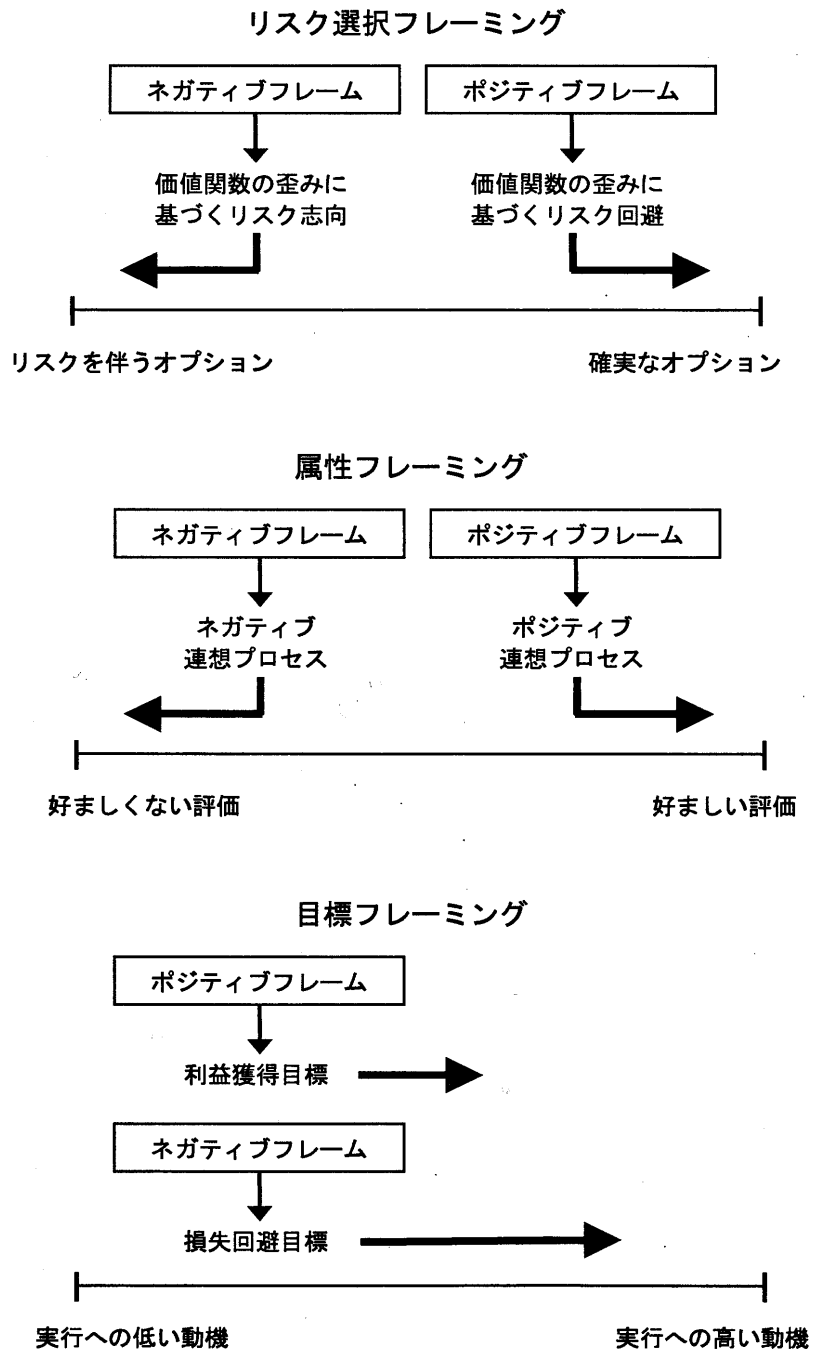 リスク選択フレーミング
ネガティブフレーム
ポジティブフレーム
価値関数の歪みに
基づくリスク志向
価値関数の歪みに
基づくリスク回避
リスクを伴うオプション
確実なオプション
属性フレーミング
ネガティブフレーム
ポジティブフレーム
ネガティブ
連想プロセス
ポジティブ
連想プロセス
好ましくない評価
好ましい評価
目標フレーミング
ポジティブフレーム
利益獲得目標
ネガティブフレーム
損失回避目標
実行への低い動機
実行への高い動機